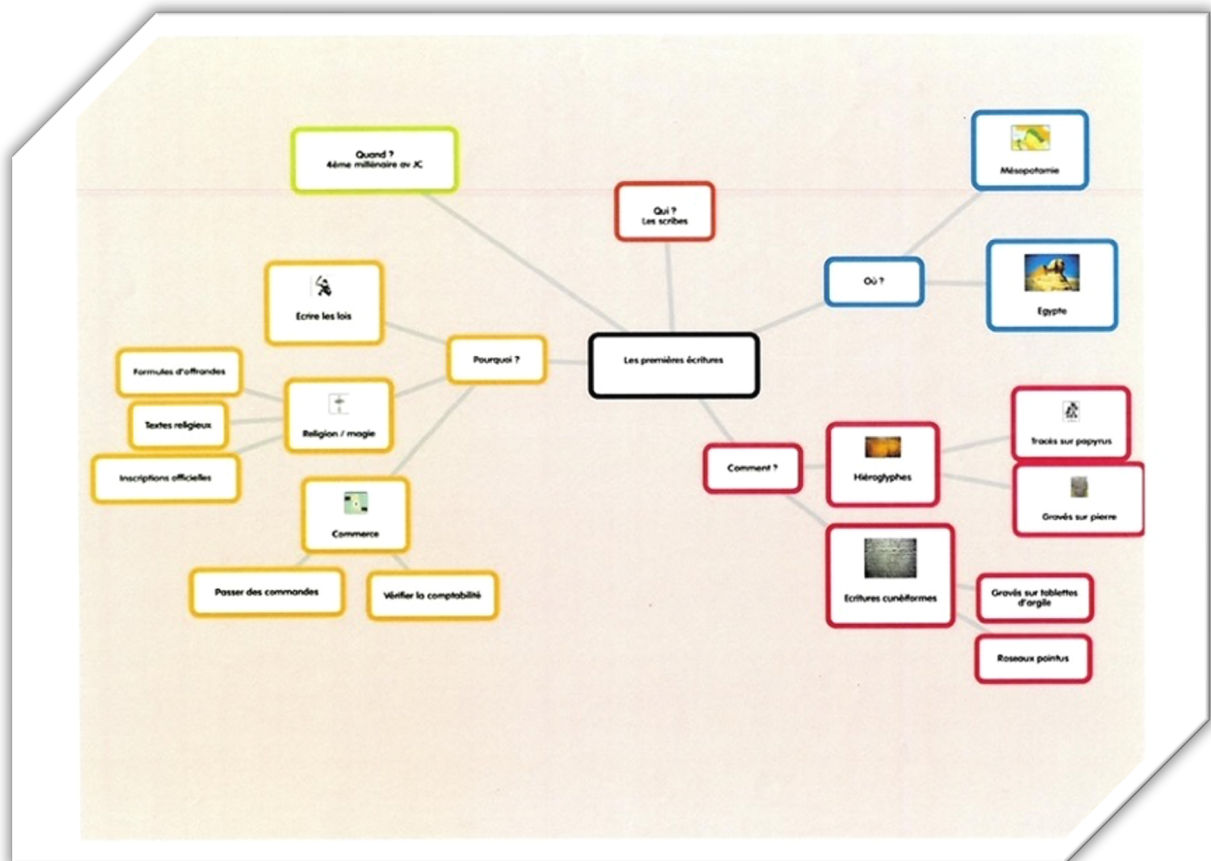 Quand ?
4ème millénaire av JC
Qui ?
Les scribes
Mésopotamie
Où ?
Egypte
Ecrire les lois
Pourquoi ?
Les premières écritures
Formules d'offrandes
Textes religieux
Religion / magie
Inscriptions officielles
Commerce
Passer des commandes
Vérifier la comptabilité
Comment ?
Hiéroglyphes
Tracés sur papyrus
Gravés sur pierre
Ecritures cunéiformes
Gravés sur tablettes
d'argile
Roseaux pointus